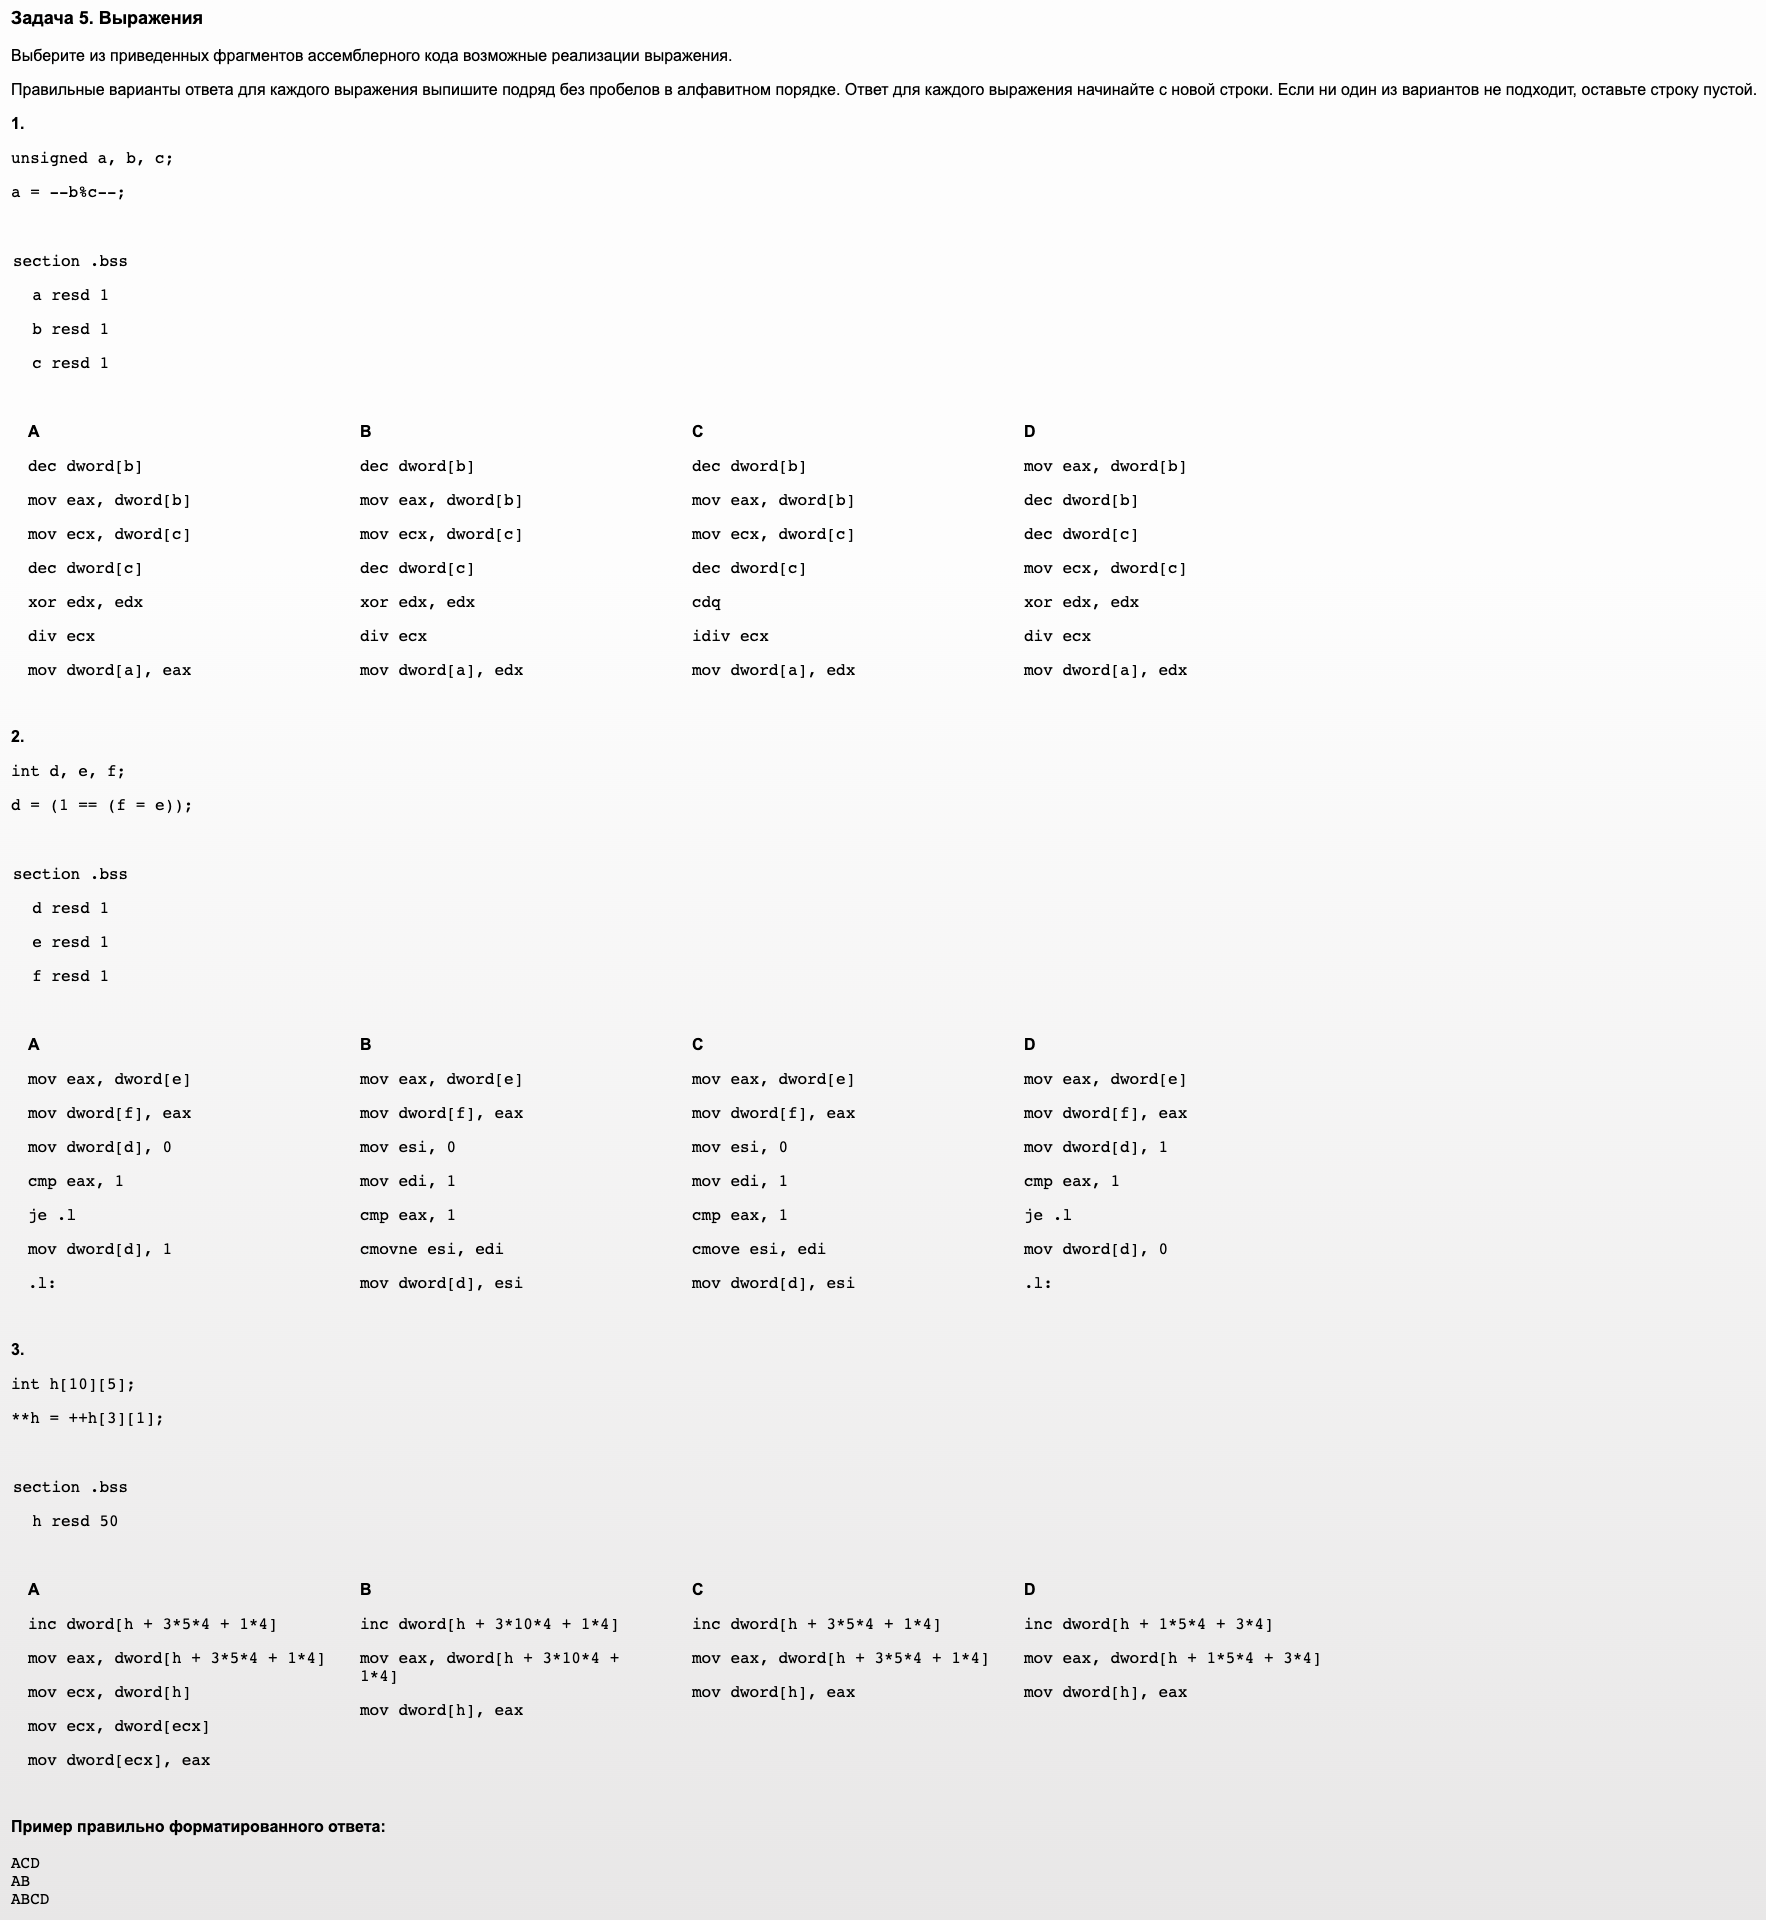 Задача 5. Выражения
Выберите из приведенных фрагментов ассемблерного кода возможные реализации выражения.
Правильные варианты ответа для каждого выражения выпишите подряд без пробелов в алфавитном порядке. Ответ для каждого выражения начинайте с новой строки. Если ни один из вариантов не подходит, оставьте строку пустой.
1.
unsigned a, b, c;
a = --b%c--;
section .bss
a resd 1
b resd 1
c resd 1
A
dec dword[b]
mov eax, dword[b]
mov ecx, dword[c]
dec dword[c]
xor edx, edx
div ecx
mov dword[a], eax
B
dec dword[b]
mov eax, dword[b]
mov ecx, dword[c]
dec dword[c]
xor edx, edx
div ecx
mov dword[a], edx
C
dec dword[b]
mov eax, dword[b]
mov ecx, dword[c]
dec dword[c]
cdq
idiv ecx
mov dword[a], edx
D
mov eax, dword[b]
dec dword[b]
dec dword[c]
mov ecx, dword[c]
xor edx, edx
div ecx
mov dword[a], edx
2.
int d, e, f;
d = (1 == (f = e));
section .bss
d resd 1
e resd 1
f resd 1
A
mov eax, dword[e]
mov dword[f], eax
mov dword[d], 0
cmp eax, 1
je .l
mov dword[d], 1
.l:
B
mov eax, dword[e]
mov dword[f], eax
mov esi, 0
mov edi, 1
cmp eax, 1
cmovne esi, edi
mov dword[d], esi
C
mov eax, dword[e]
mov dword[f], eax
mov esi, 0
mov edi, 1
cmp eax, 1
cmove esi, edi
mov dword[d], esi
D
mov eax, dword[e]
mov dword[f], eax
mov dword[d], 1
cmp eax, 1
je .l
mov dword[d], 0
.l:
3.
int h[10][5];
**h = ++h[3][1];
section .bss
h resd 50
A
inc dword[h + 3*5*4 + 1*4]
mov eax, dword[h + 3*5*4 + 1*4]
mov ecx, dword[h]
mov ecx, dword[ecx]
mov dword[ecx], eax
B
inc dword[h + 3*10*4 + 1*4]
mov eax, dword[h + 3*10*4 +
1*4]
mov dword[h], eax
C
inc dword[h + 3*5*4 + 1*4]
mov eax, dword[h + 3*5*4 + 1*4]
mov dword[h], eax
D
inc dword[h + 1*5*4 + 3*4]
mov eax, dword[h + 1*5*4 + 3*4]
mov dword[h], eax
Пример правильно форматированного ответа:
ACD
AB
ABCD